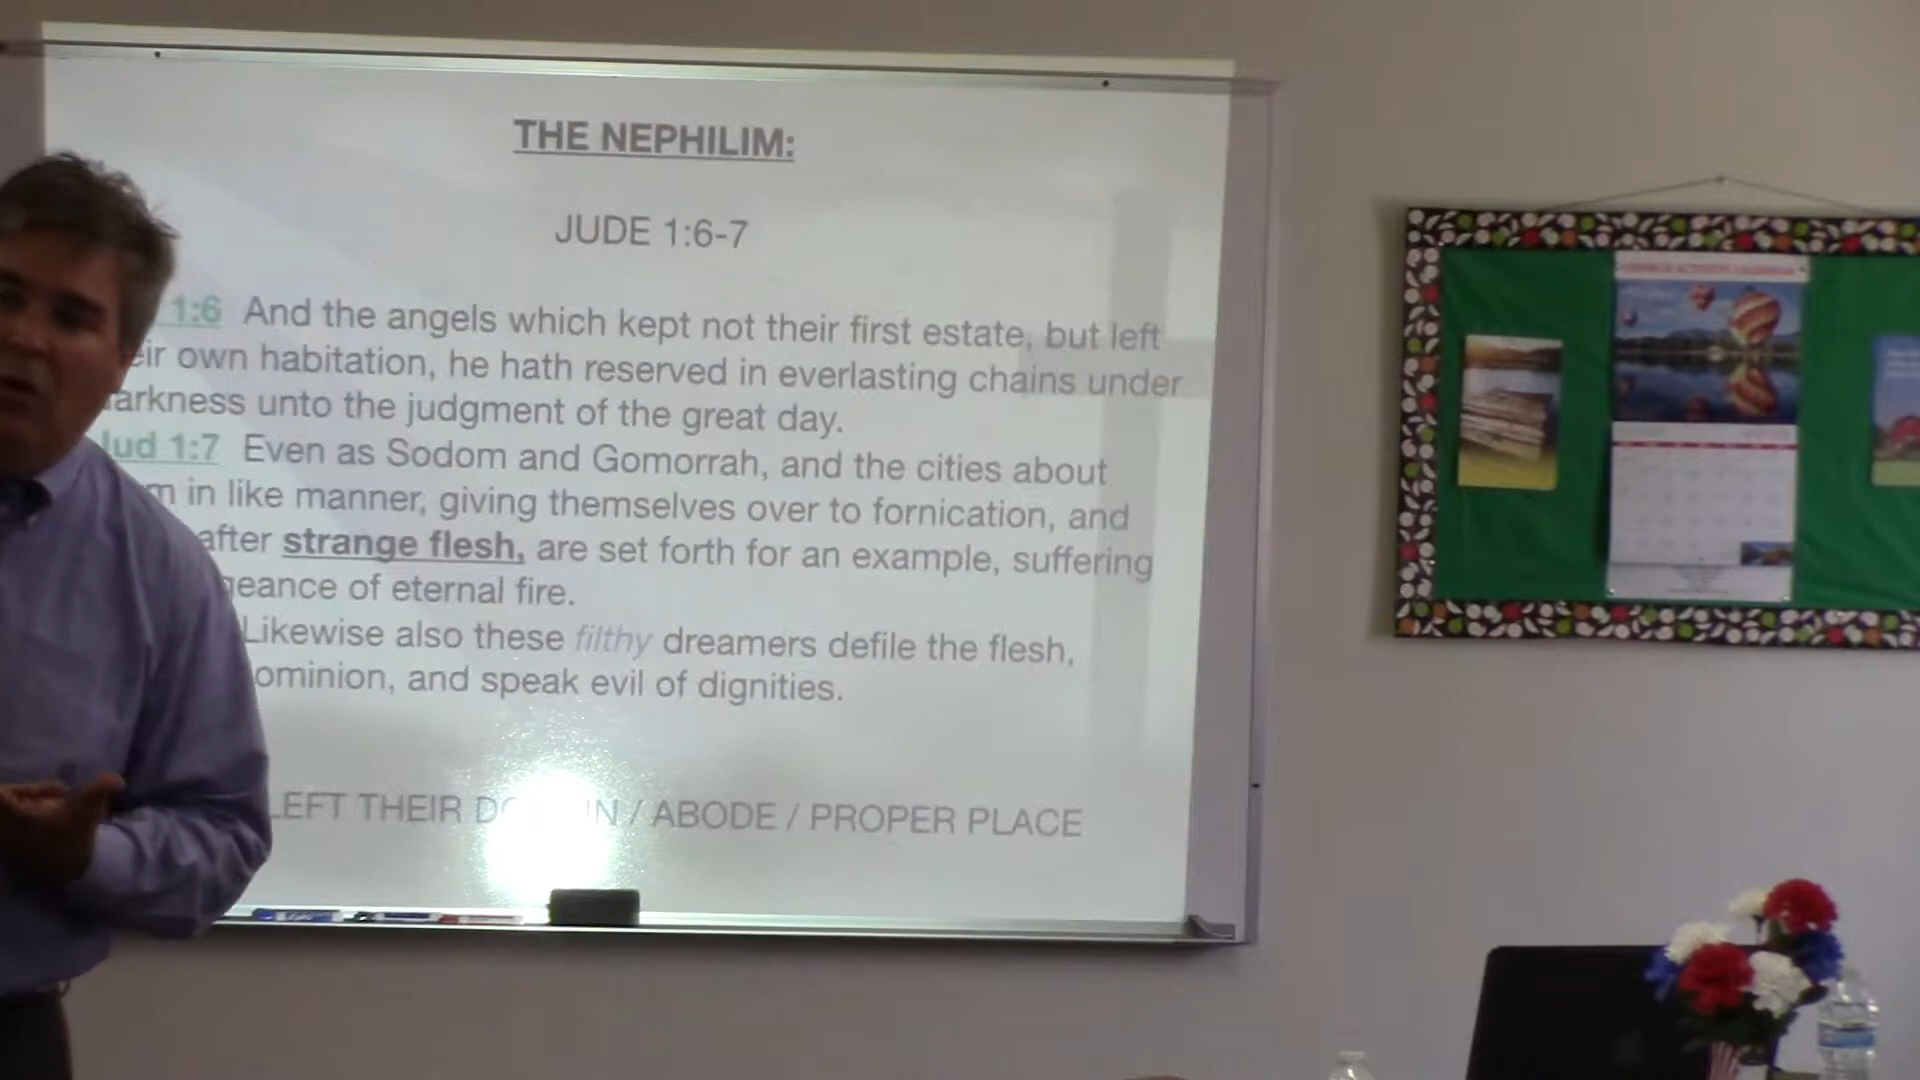 THE NEPHILIM:
JUDE 1:6-7
1:6 And the angels which kept not their first estate, but left
eir own habitation, he hath reserved in everlasting chains under
arkness unto the judgment of the great day.
Jud 1:7 Even as Sodom and Gomorrah, and the cities about
m in like manner, giving themselves over to fornication, and
after strange flesh, are set forth for an example, suffering
geance of eternal fire.
Likewise also these filthy dreamers defile the flesh,
ominion, and speak evil of dignities.
LEFT THEIR / ABODE / PROPER PLACE